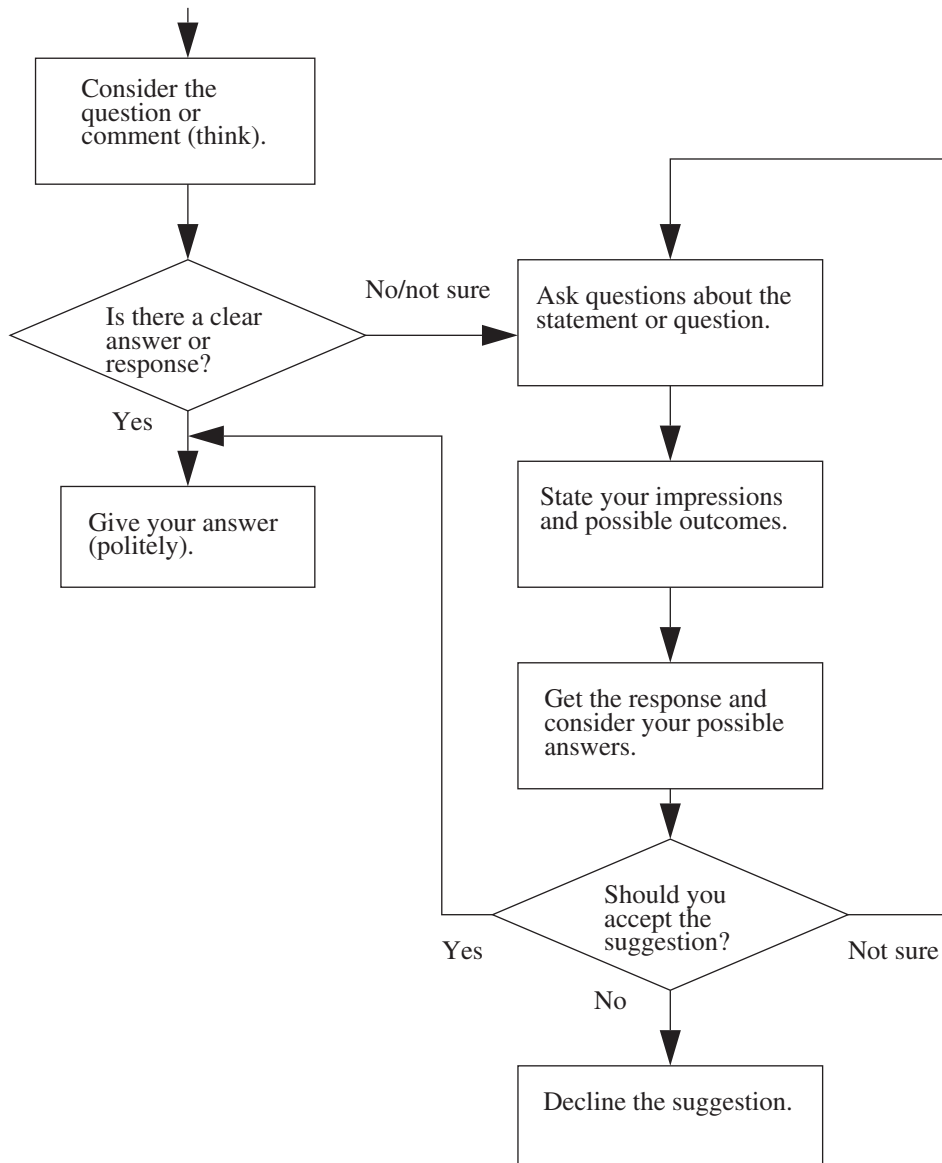 Consider the
question or
comment (think).
Is there a clear
answer or
response?
No/not sure
Yes
Give your answer
(politely).
Ask questions about the
statement or question.
State your impressions
and possible outcomes.
Get the response and
consider your possible
answers.
Should you
accept the
suggestion?
Yes
Not sure
No
Decline the suggestion.